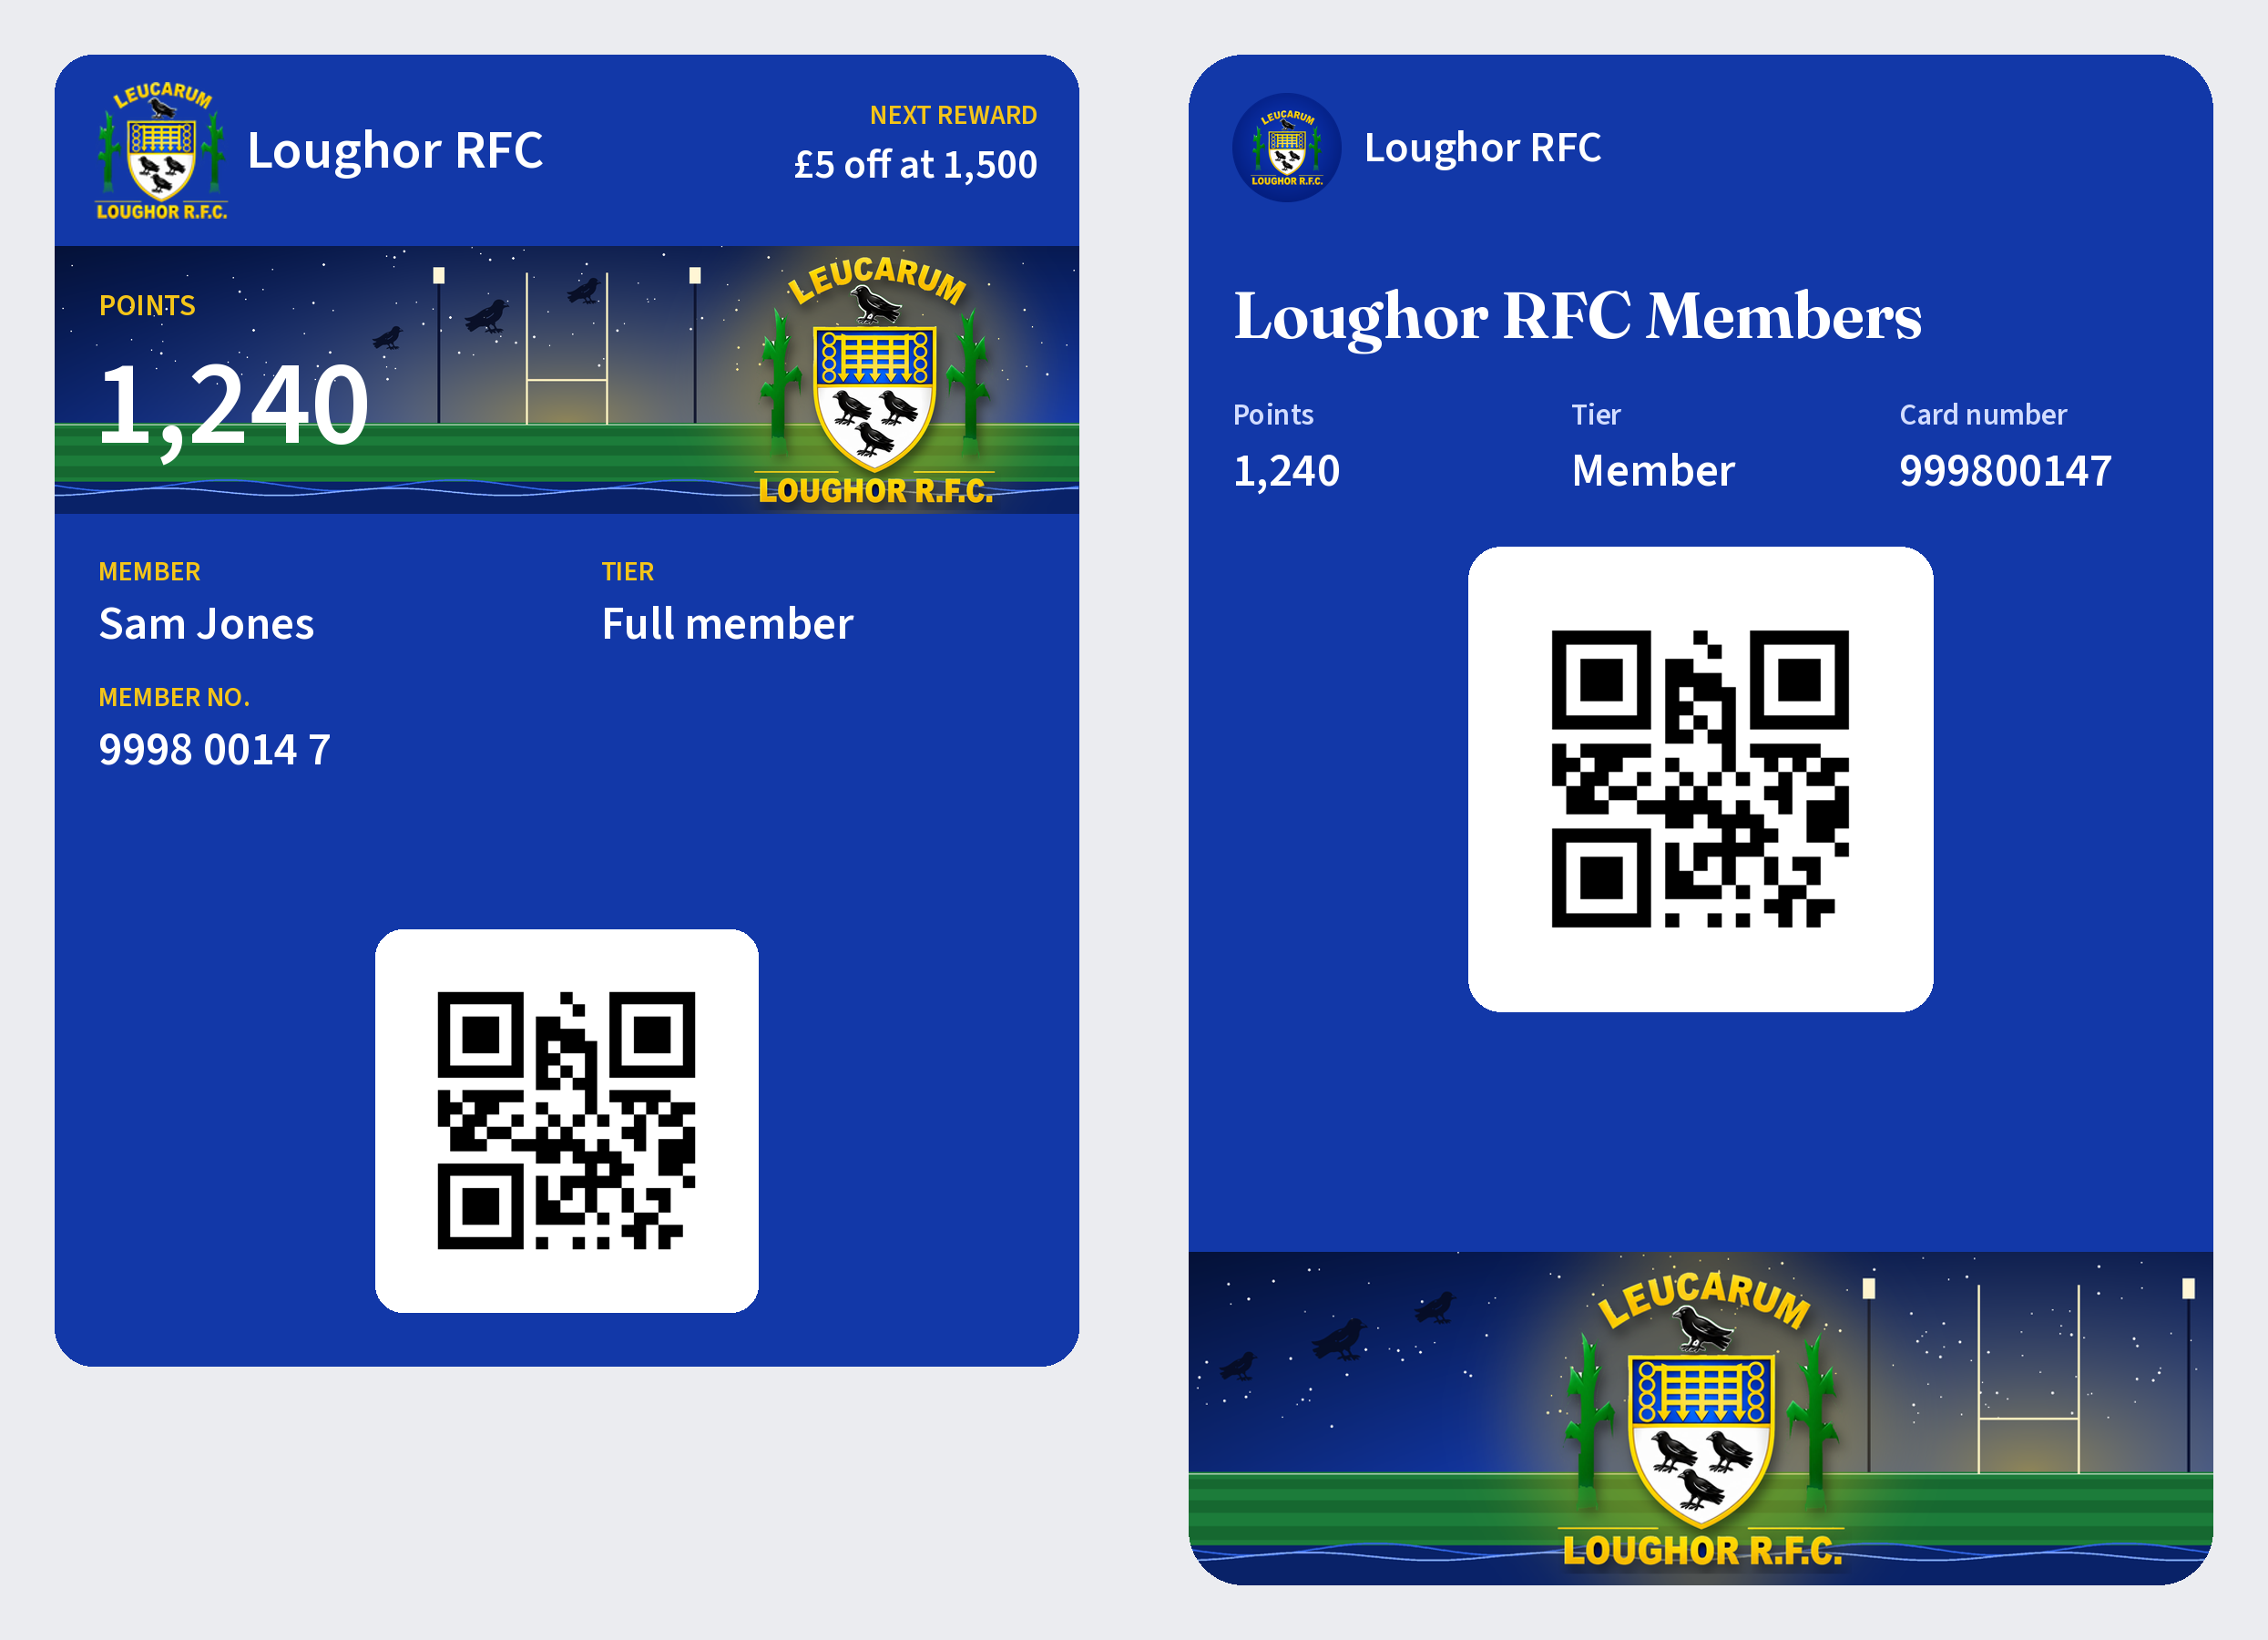 LEUCARUM
LOUGHOR R.F.C.
Loughor RFC
NEXT REWARD
£5 off at 1,500
POINTS
1,240
LEUCARUM
LOUGHOR R.F.C.
MEMBER
Sam Jones
TIER
Full member
MEMBER NO.
9998 0014 7
LEUCARUM
LOUGHOR R.F.C.
Loughor RFC
Loughor RFC Members
Points
1,240
Tier
Member
Card number
999800147
LEUCARUM
LOUGHOR R.F.C.